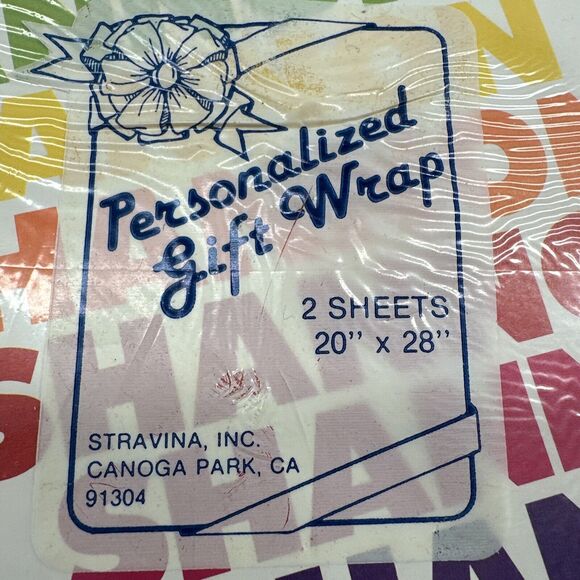 Personalized
Gift Wrap
2 SHEETS
20" x 28"
STRAVINA, INC.
CANOGA PARK, CA
91304